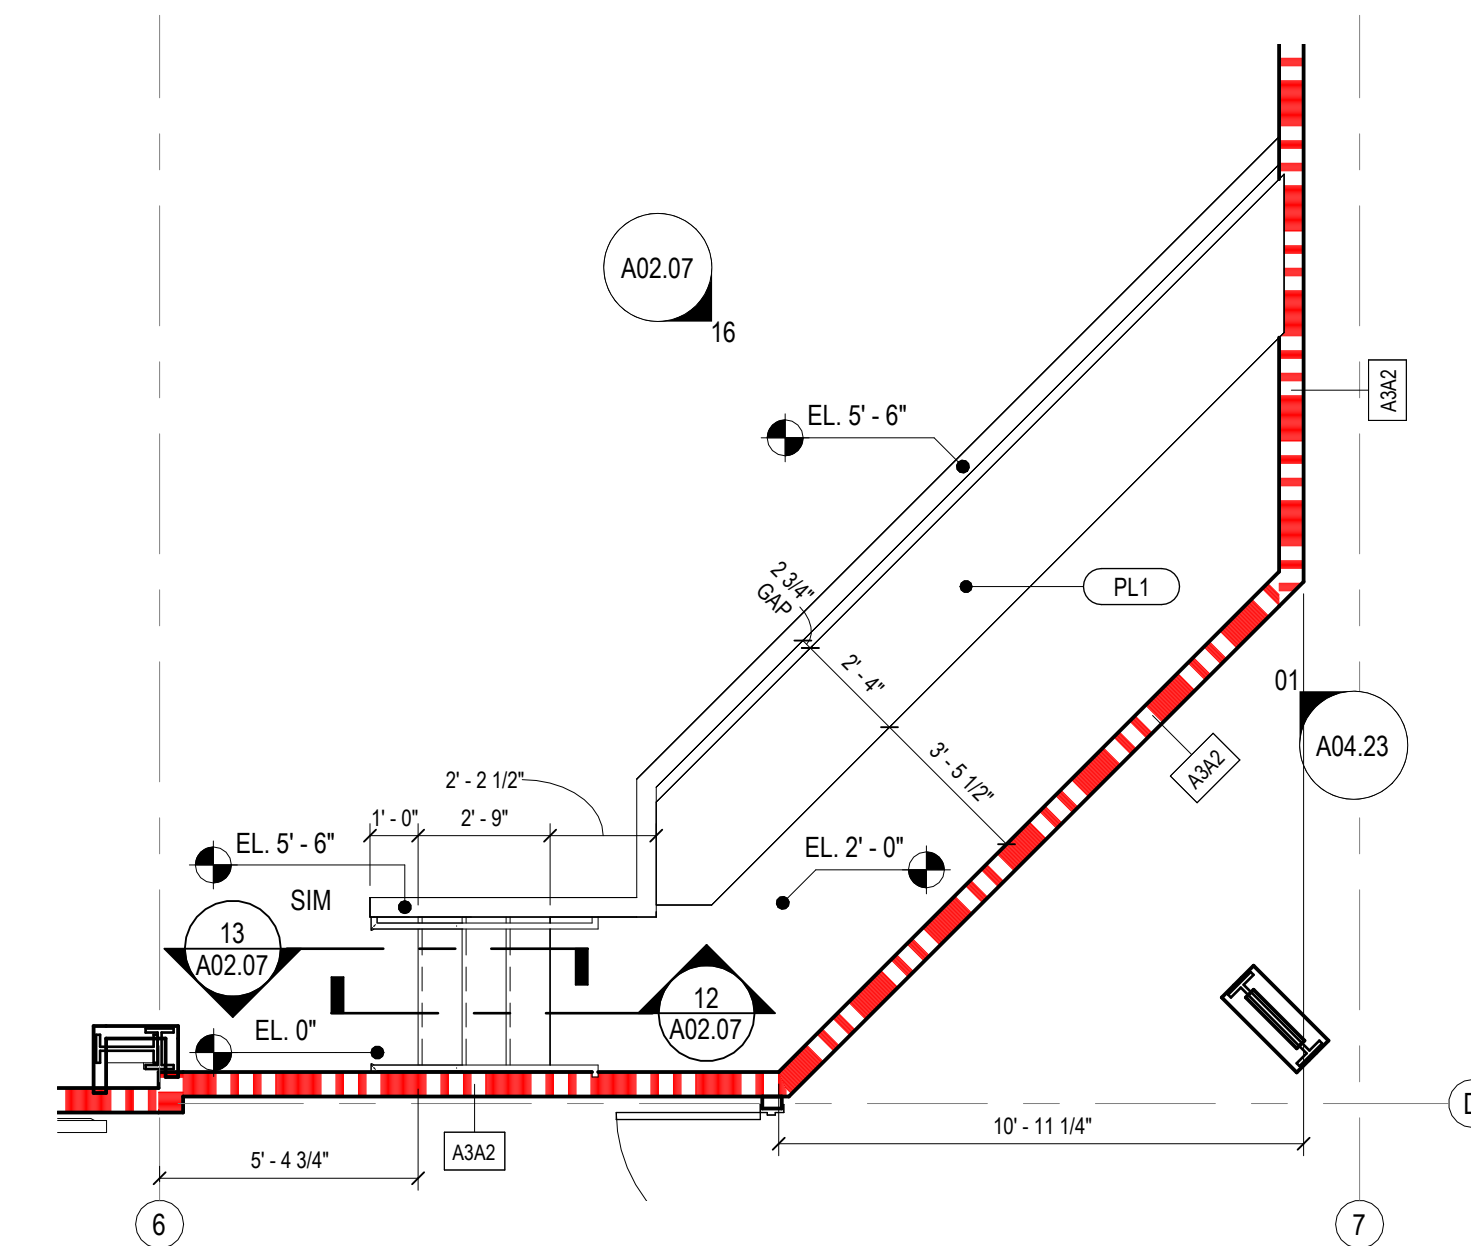 A02.07
16
A3A2
EL. 5' - 6"
2 3/4"
GAP
PL1
2' - 4"
01
A04.23
3' - 5 1/2"
A3A2
2' - 2 1/2"
1' - 0"
2' - 9"
EL. 5' - 6"
EL. 2' - 0"
SIM
13
A02.07
12
A02.07
EL. 0"
D
10' - 11 1/4"
A3A2
5' - 4 3/4"
6
7